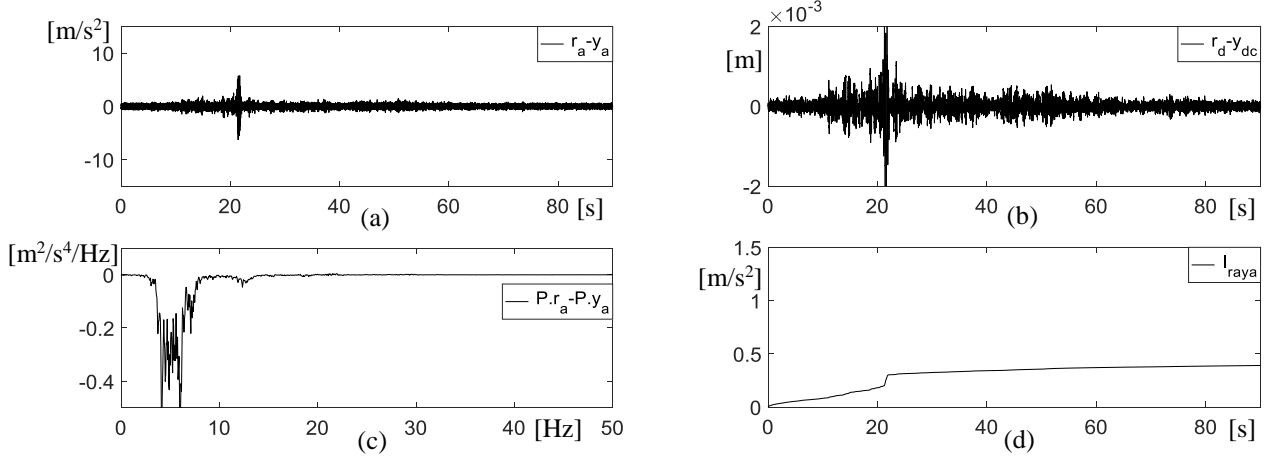 [m/s²]
10
0
-10
r_a-y_a
0 20 40 60 80 [s]
(a)
×10⁻³
2
[m]
0
-2
r_d-y_dc
0 20 40 60 80 [s]
(b)
[m²/s⁴/Hz]
0
-0.2
-0.4
P.r_a-P.y_a
0 10 20 30 40 50
[Hz]
(c)
1.5
[m/s²]
1
0.5
0
I_raya
0 20 40 60 80 [s]
(d)